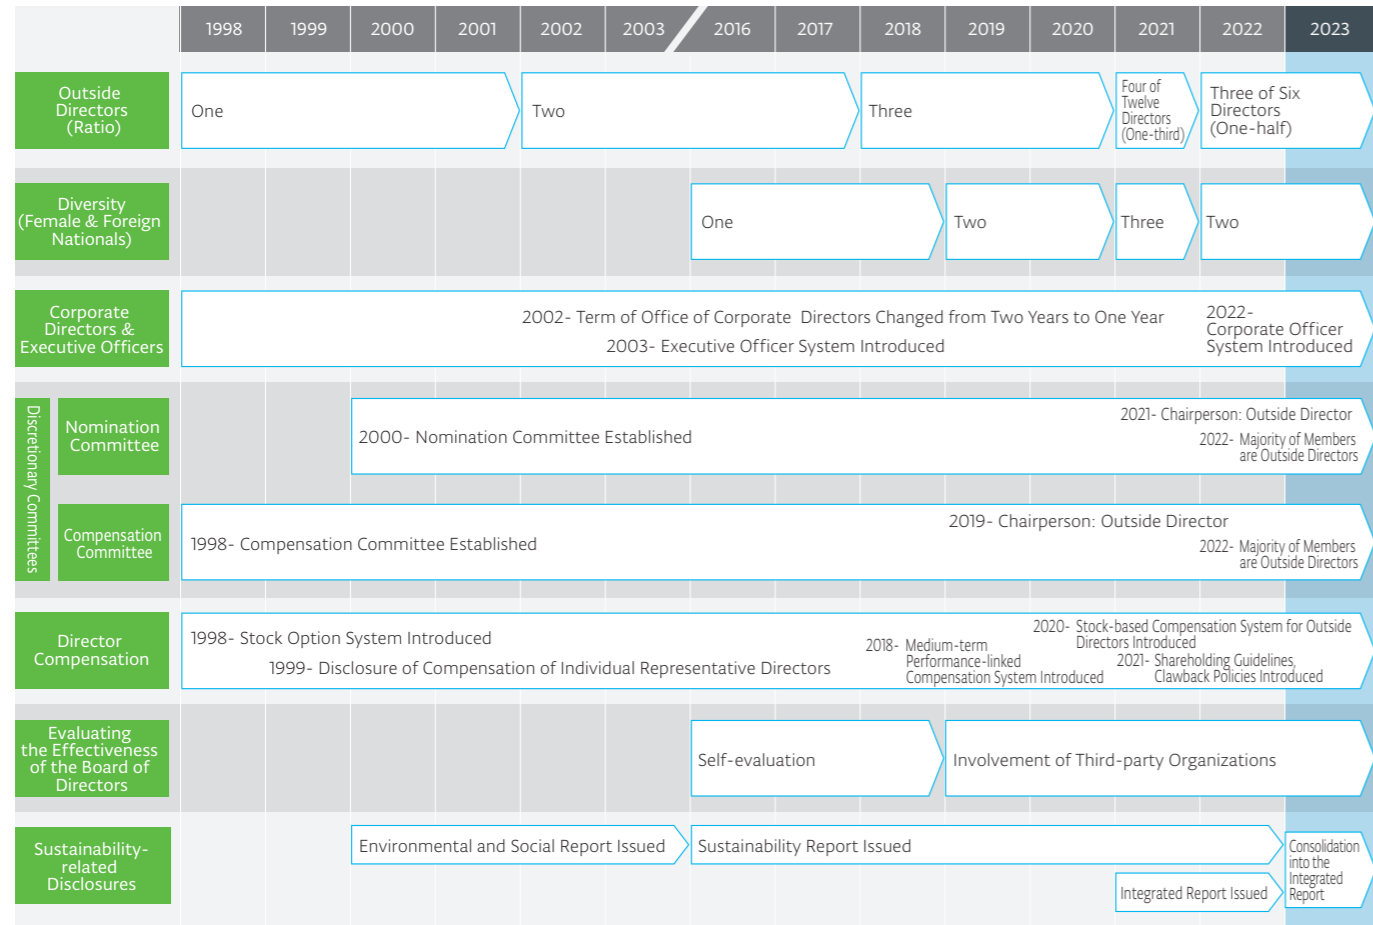 1998 1999 2000 2001 2002 2003 2016 2017 2018 2019 2020 2021 2022 2023
Outside
Directors
(Ratio)
One
Two
Three
Four of
Twelve
Directors
(One-third)
Three of Six
Directors
(One-half)
Diversity
(Female & Foreign
Nationals)
One
Two
Three
Two
Corporate
Directors &
Executive Officers
2002- Term of Office of Corporate Directors Changed from Two Years to One Year
2003- Executive Officer System Introduced
2022-
Corporate Officer
System Introduced
Discretionary Committees
Nomination
Committee
2000- Nomination Committee Established
2021- Chairperson: Outside Director
2022- Majority of Members
are Outside Directors
Compensation
Committee
1998- Compensation Committee Established
2019- Chairperson: Outside Director
2022- Majority of Members
are Outside Directors
Director
Compensation
1998- Stock Option System Introduced
1999- Disclosure of Compensation of Individual Representative Directors
2018- Medium-term
Performance-linked
Compensation System Introduced
2020- Stock-based Compensation System for Outside
Directors Introduced
2021- Shareholding Guidelines,
Clawback Policies Introduced
Evaluating
the Effectiveness
of the Board of
Directors
Self-evaluation
Involvement of Third-party Organizations
Sustainability-
related
Disclosures
Environmental and Social Report Issued
Sustainability Report Issued
Integrated Report Issued
Consolidation
into the
Integrated
Report